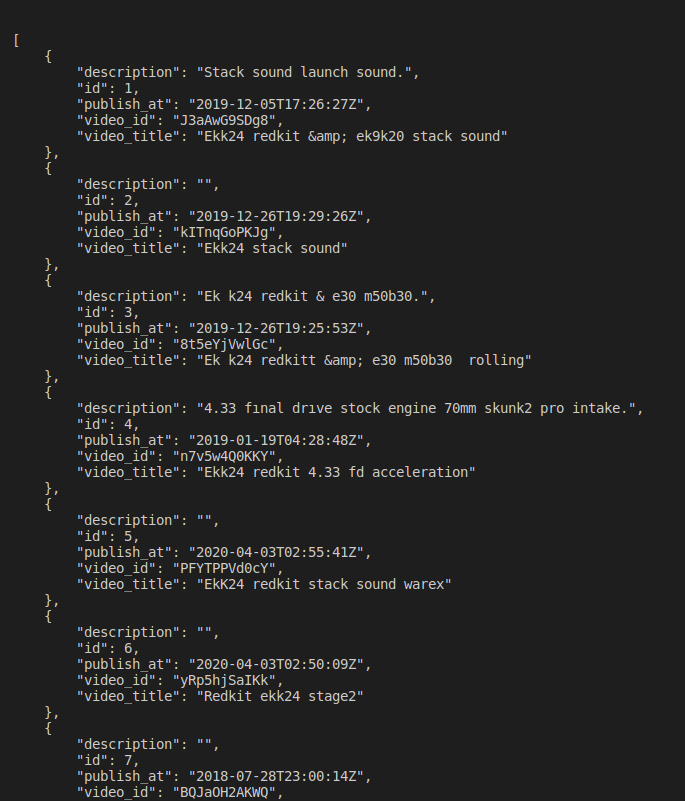 [
    {
        "description": "Stack sound launch sound.",
        "id": 1,
        "publish_at": "2019-12-05T17:26:27Z",
        "video_id": "J3aAwG9SDg8",
        "video_title": "Ekk24 redkit &amp; ek9k20 stack sound"
    },
    {
        "description": "",
        "id": 2,
        "publish_at": "2019-12-26T19:29:26Z",
        "video_id": "kITnqGoPKJg",
        "video_title": "Ekk24 stack sound"
    },
    {
        "description": "Ek k24 redkit & e30 m50b30.",
        "id": 3,
        "publish_at": "2019-12-26T19:25:53Z",
        "video_id": "8t5eYjVwlGc",
        "video_title": "Ek k24 redkitt &amp; e30 m50b30  rolling"
    },
    {
        "description": "4.33 fınal drıve stock engine 70mm skunk2 pro intake.",
        "id": 4,
        "publish_at": "2019-01-19T04:28:48Z",
        "video_id": "n7v5w4Q0KKY",
        "video_title": "Ekk24 redkit 4.33 fd acceleration"
    },
    {
        "description": "",
        "id": 5,
        "publish_at": "2020-04-03T02:55:41Z",
        "video_id": "PFYTPPVd0cY",
        "video_title": "EkK24 redkit stack sound warex"
    },
    {
        "description": "",
        "id": 6,
        "publish_at": "2020-04-03T02:50:09Z",
        "video_id": "yRp5hjSaIKk",
        "video_title": "Redkit ekk24 stage2"
    },
    {
        "description": "",
        "id": 7,
        "publish_at": "2018-07-28T23:00:14Z",
        "video_id": "BQJaOH2AKWQ",